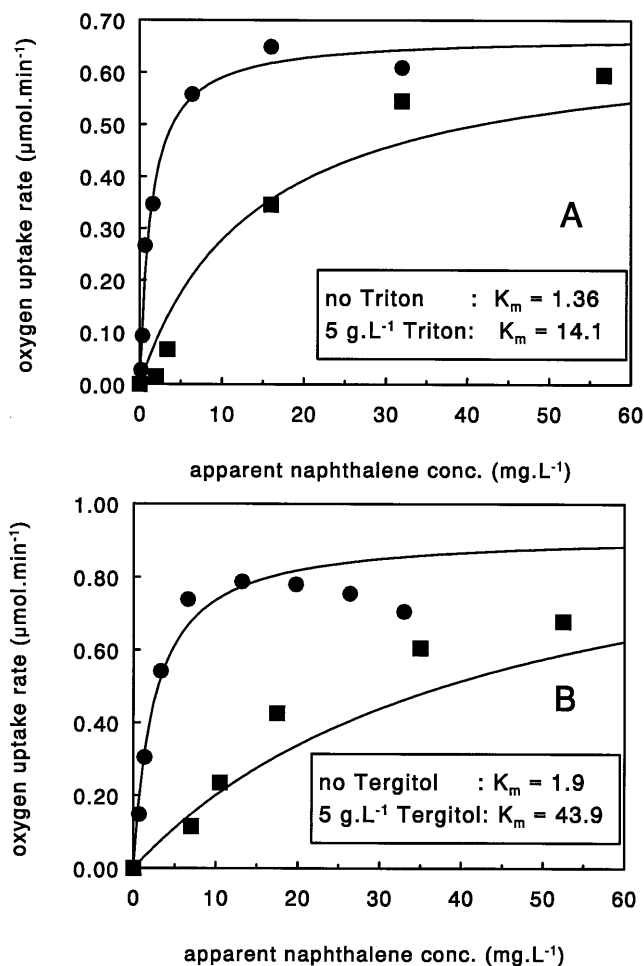 0.70
0.60
0.50
0.40
0.30
0.20
0.10
0.00
oxygen uptake rate (µmol.min⁻¹)
A
no Triton : Kₘ = 1.36
5 g.L⁻¹ Triton: Kₘ = 14.1
0 10 20 30 40 50 60
apparent naphthalene conc. (mg.L⁻¹)
1.00
0.80
0.60
0.40
0.20
0.00
oxygen uptake rate (µmol.min⁻¹)
B
no Tergitol : Kₘ = 1.9
5 g.L⁻¹ Tergitol: Kₘ = 43.9
0 10 20 30 40 50 60
apparent naphthalene conc. (mg.L⁻¹)